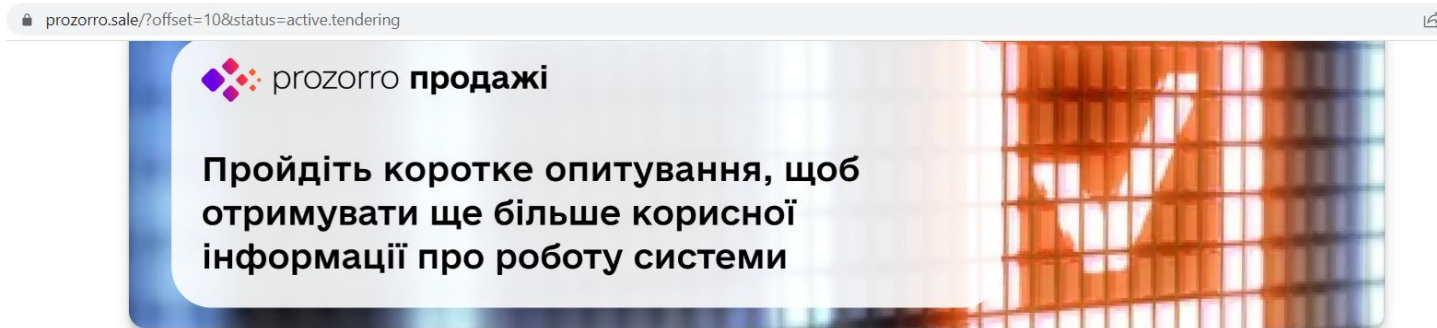 prozorro.sale/?offset=10&status=active.tendering
prozorro продажі
Пройдіть коротке опитування, щоб
отримувати ще більше корисної
інформації про роботу системи